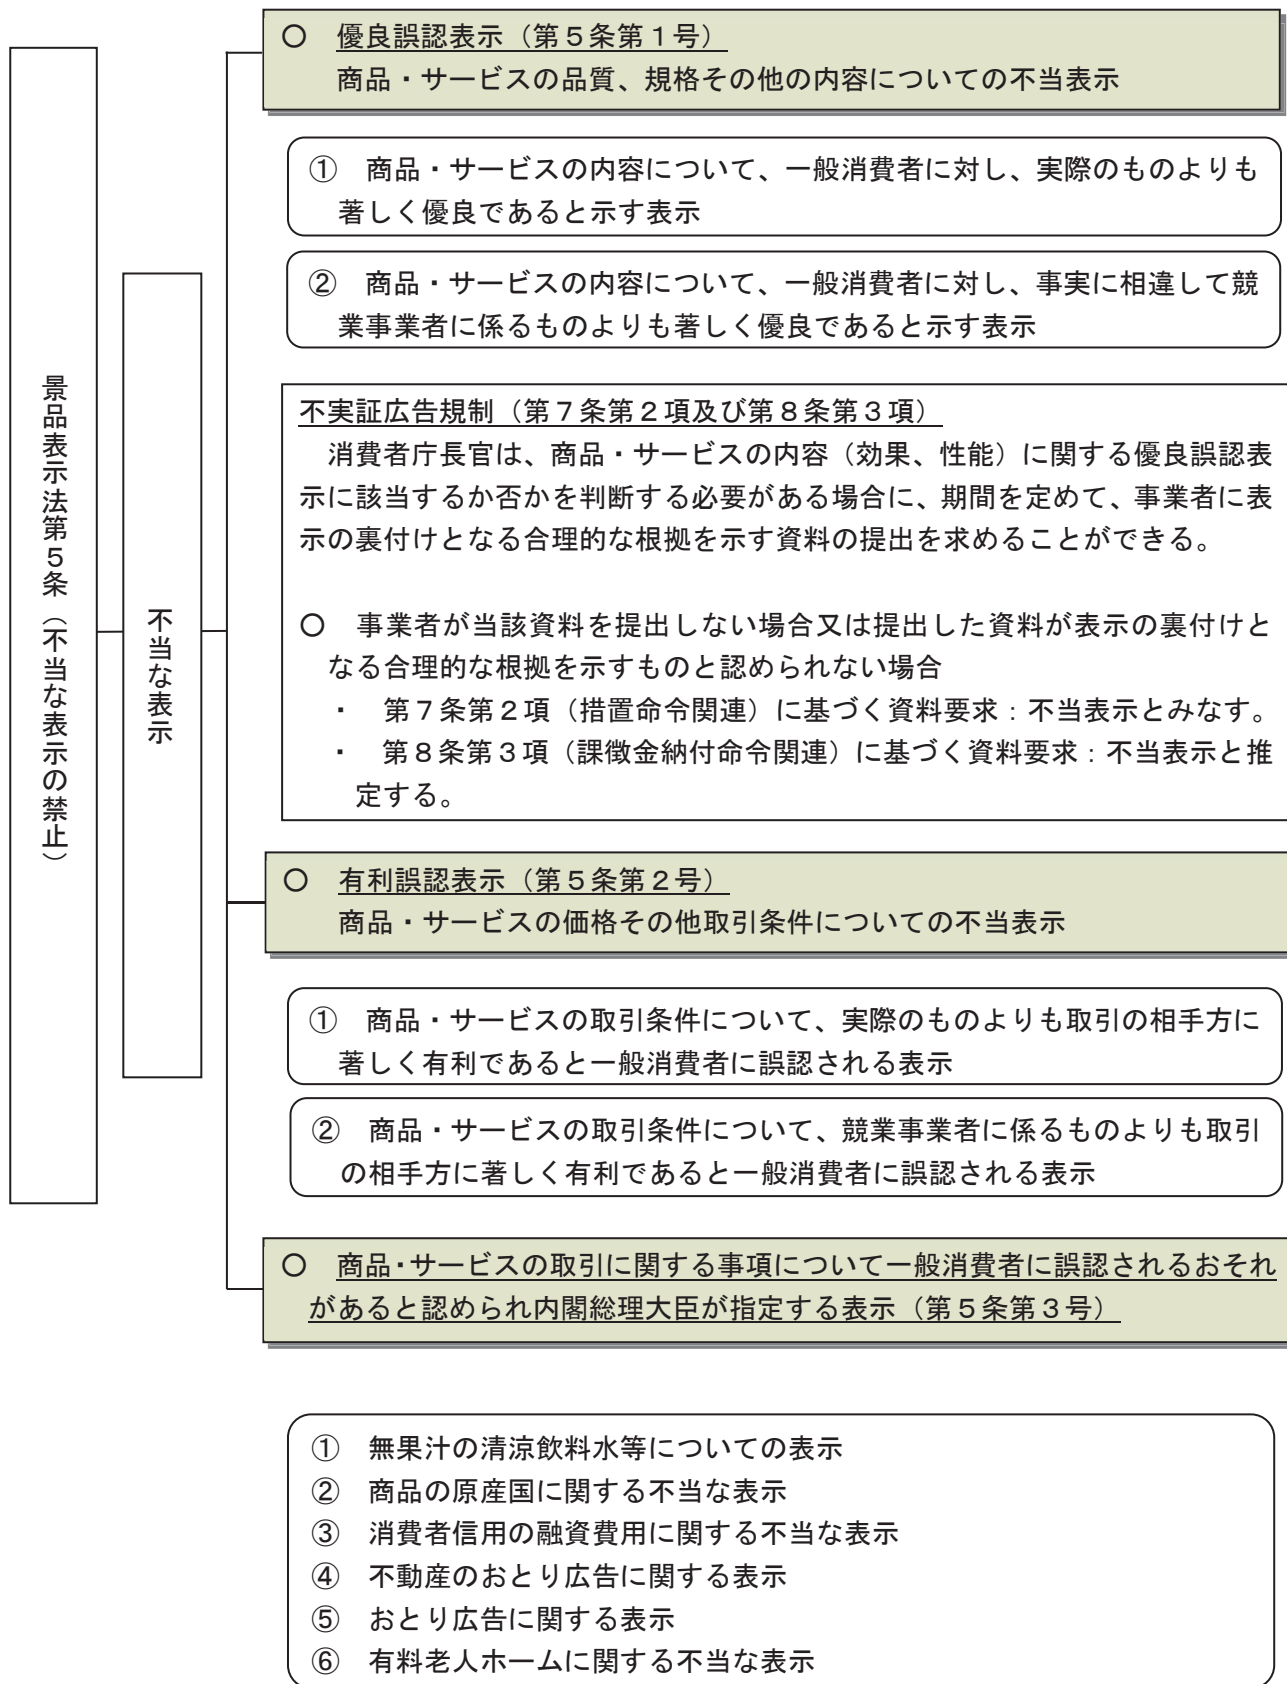 景品表示法第５条（不当な表示の禁止）
不当な表示
○　優良誤認表示（第５条第１号）
商品・サービスの品質、規格その他の内容についての不当表示
①　商品・サービスの内容について、一般消費者に対し、実際のものよりも
著しく優良であると示す表示
②　商品・サービスの内容について、一般消費者に対し、事実に相違して競
業事業者に係るものよりも著しく優良であると示す表示
不実証広告規制（第７条第２項及び第８条第３項）
消費者庁長官は、商品・サービスの内容（効果、性能）に関する優良誤認表
示に該当するか否かを判断する必要がある場合に、期間を定めて、事業者に表
示の裏付けとなる合理的な根拠を示す資料の提出を求めることができる。
○　事業者が当該資料を提出しない場合又は提出した資料が表示の裏付けと
なる合理的な根拠を示すものと認められない場合
・　第７条第２項（措置命令関連）に基づく資料要求：不当表示とみなす。
・　第８条第３項（課徴金納付命令関連）に基づく資料要求：不当表示と推
定する。
○　有利誤認表示（第５条第２号）
商品・サービスの価格その他取引条件についての不当表示
①　商品・サービスの取引条件について、実際のものよりも取引の相手方に
著しく有利であると一般消費者に誤認される表示
②　商品・サービスの取引条件について、競業事業者に係るものよりも取引
の相手方に著しく有利であると一般消費者に誤認される表示
○　商品・サービスの取引に関する事項について一般消費者に誤認されるおそれ
があると認められ内閣総理大臣が指定する表示（第５条第３号）
①　無果汁の清涼飲料水等についての表示
②　商品の原産国に関する不当な表示
③　消費者信用の融資費用に関する不当な表示
④　不動産のおとり広告に関する表示
⑤　おとり広告に関する表示
⑥　有料老人ホームに関する不当な表示